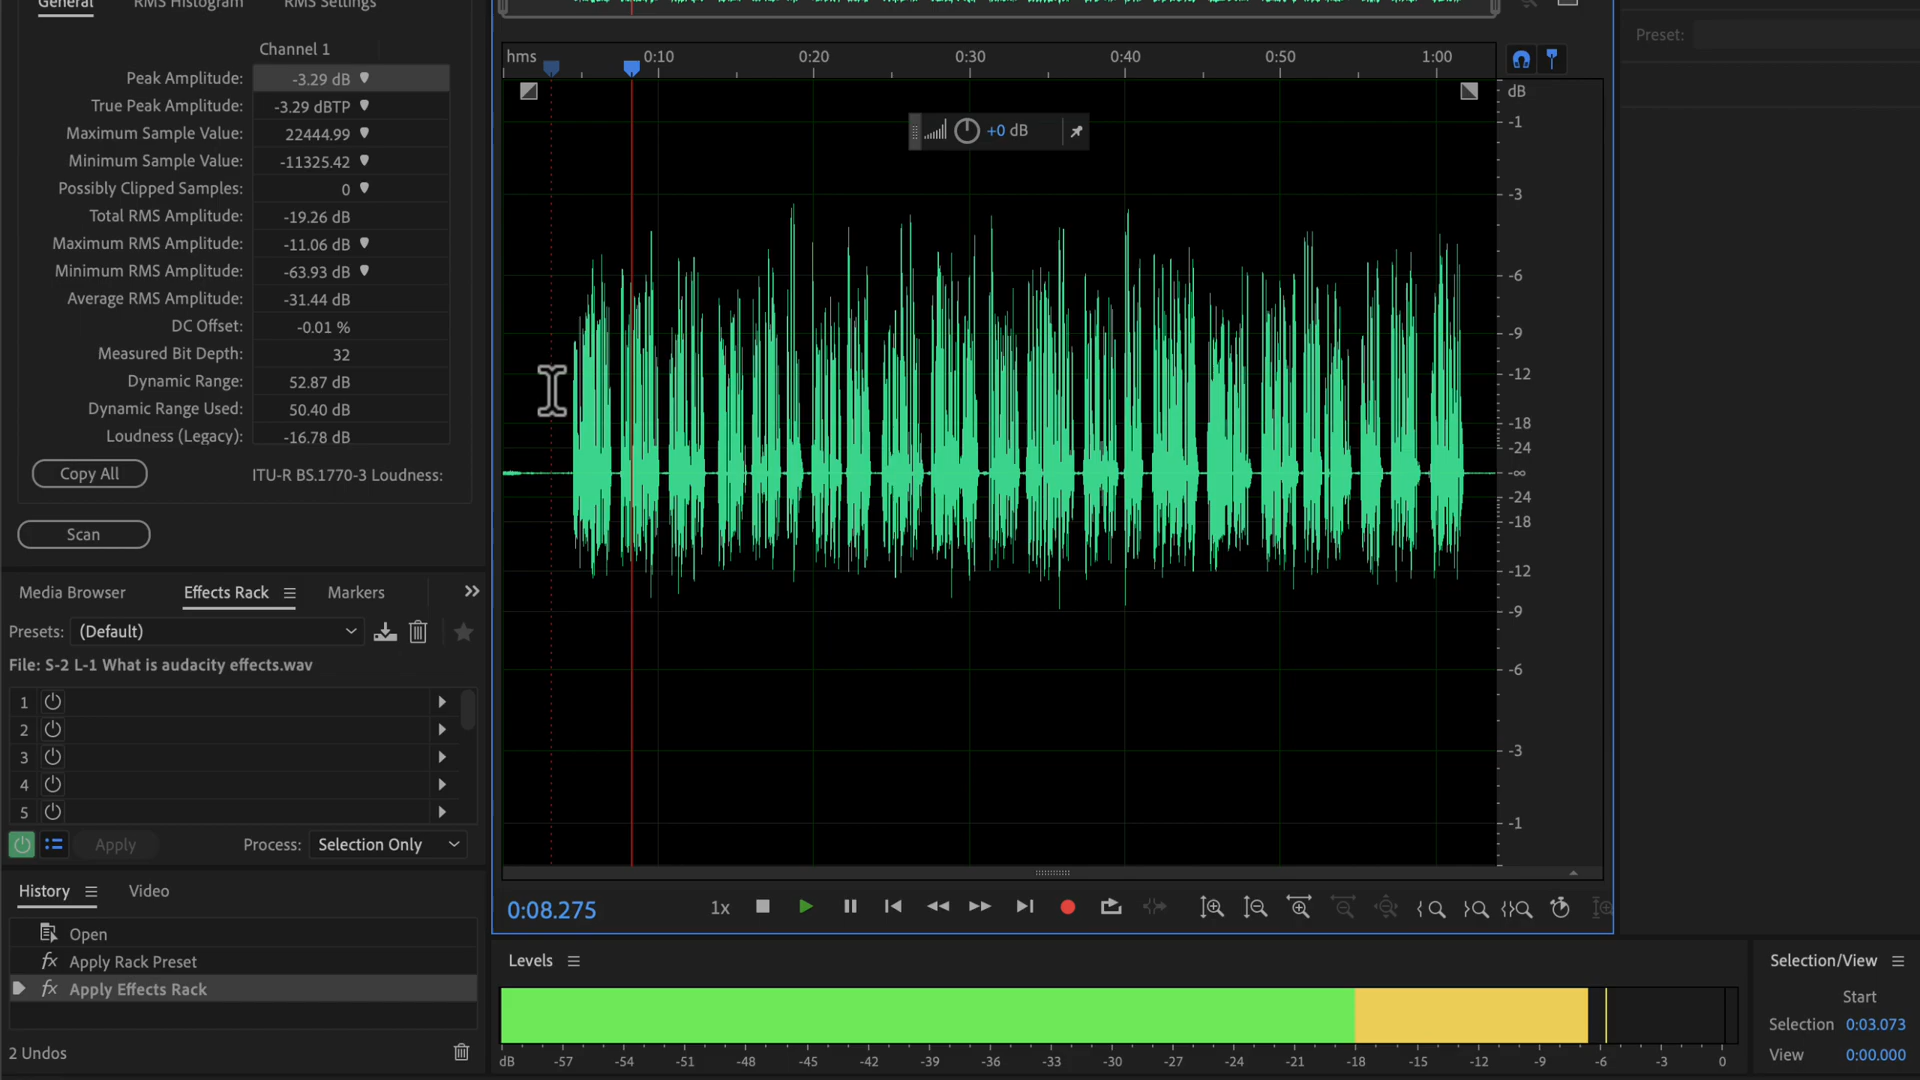 General RMS Histogram RMS Settings
Channel 1
Peak Amplitude: -3.29 dB
True Peak Amplitude: -3.29 dBTP
Maximum Sample Value: 22444.99
Minimum Sample Value: -11325.42
Possibly Clipped Samples: 0
Total RMS Amplitude: -19.26 dB
Maximum RMS Amplitude: -11.06 dB
Minimum RMS Amplitude: -63.93 dB
Average RMS Amplitude: -31.44 dB
DC Offset: -0.01 %
Measured Bit Depth: 32
Dynamic Range: 52.87 dB
Dynamic Range Used: 50.40 dB
Loudness (Legacy): -16.78 dB
Copy All ITU-R BS.1770-3 Loudness:
Scan
Media Browser Effects Rack Markers
Presets: (Default)
File: S-2 L-1 What is audacity effects.wav
1
2
3
4
5
Apply Process: Selection Only
History Video
Open
fx Apply Rack Preset
fx Apply Effects Rack
2 Undos
hms 0:10 0:20 0:30 0:40 0:50 1:00
+0 dB
dB
-1
-3
-6
-9
-12
-18
-24
-∞
-24
-18
-12
-9
-6
-3
-1
0:08.275 1x
Levels
dB -57 -54 -51 -48 -45 -42 -39 -36 -33 -30 -27 -24 -21 -18 -15 -12 -9 -6 -3 0
Preset:
Selection/View
Start
Selection 0:03.073
View 0:00.000